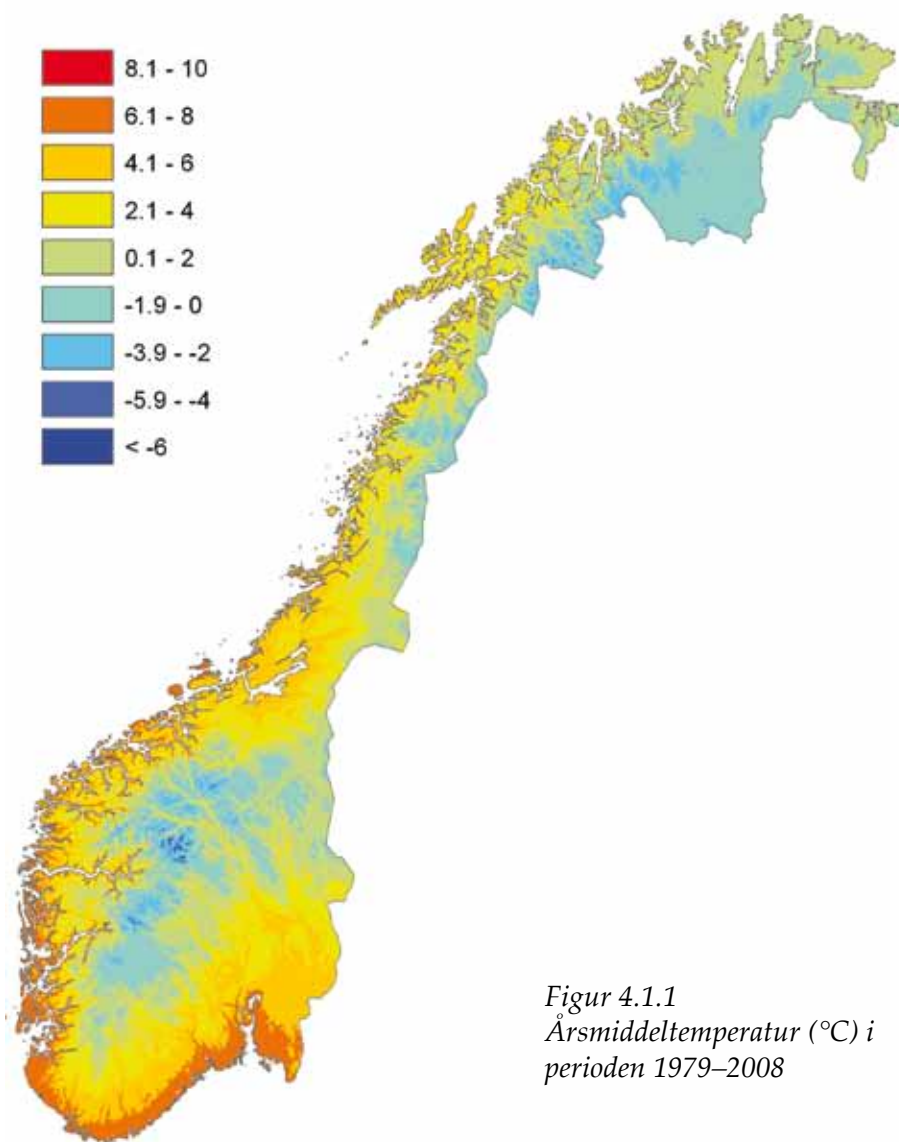 8.1 - 10
6.1 - 8
4.1 - 6
2.1 - 4
0.1 - 2
-1.9 - 0
-3.9 - -2
-5.9 - -4
< -6
Figur 4.1.1
Årsmiddeltemperatur (°C) i
perioden 1979–2008